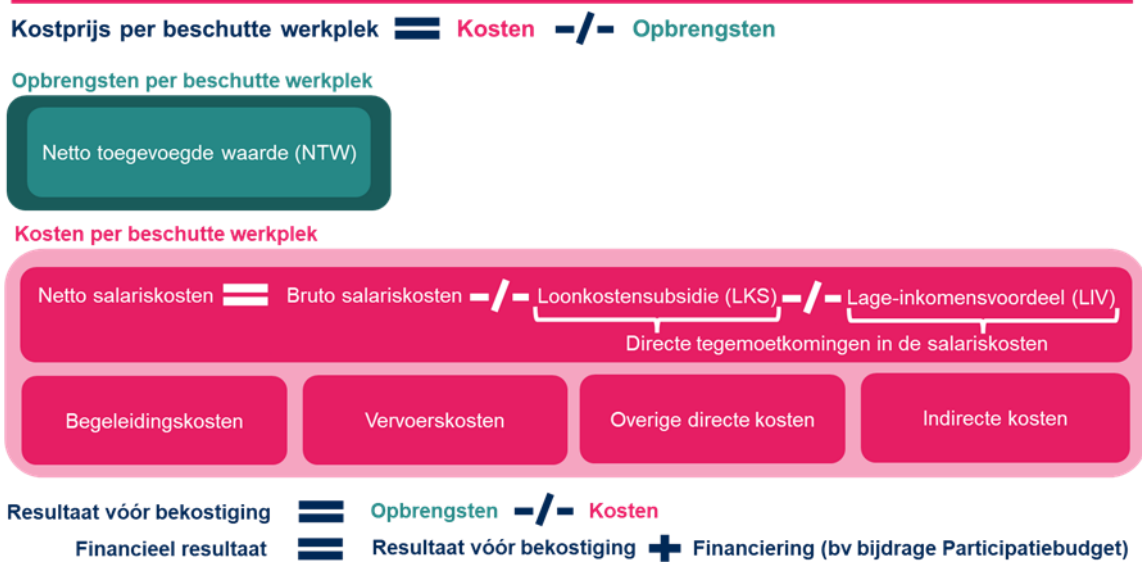 Kostprijs per beschutte werkplek = Kosten -/- Opbrengsten
Opbrengsten per beschutte werkplek
Netto toegevoegde waarde (NTW)
Kosten per beschutte werkplek
Netto salariskosten = Bruto salariskosten -/- Loonkostensubsidie (LKS) -/- Lage-inkomensvoordeel (LIV)
Directe tegemoetkomingen in de salariskosten
Begeleidingskosten
Vervoerskosten
Overige directe kosten
Indirecte kosten
Resultaat vóór bekostiging = Opbrengsten -/- Kosten
Financieel resultaat = Resultaat vóór bekostiging + Financiering (bv bijdrage Participatiebudget)